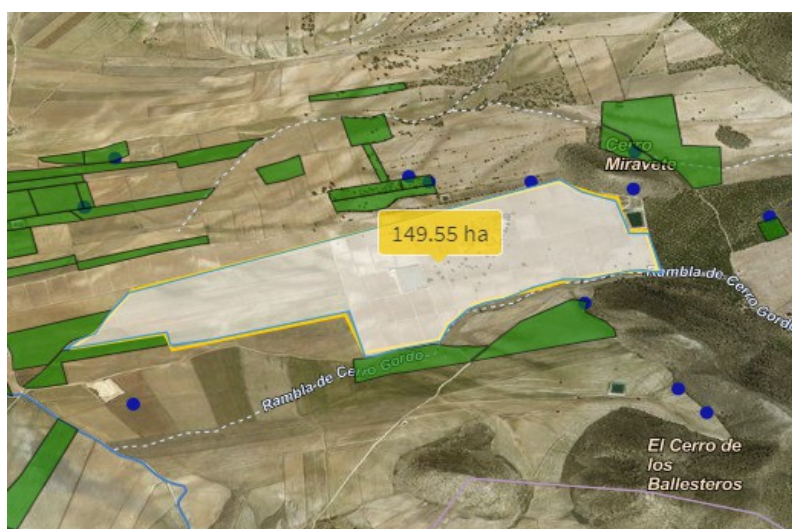 Cerro
Miravete
149.55 ha
Rambla de Cerro Gordo
Rambla de Cerro Gordo
El Cerro de
los
Ballesteros